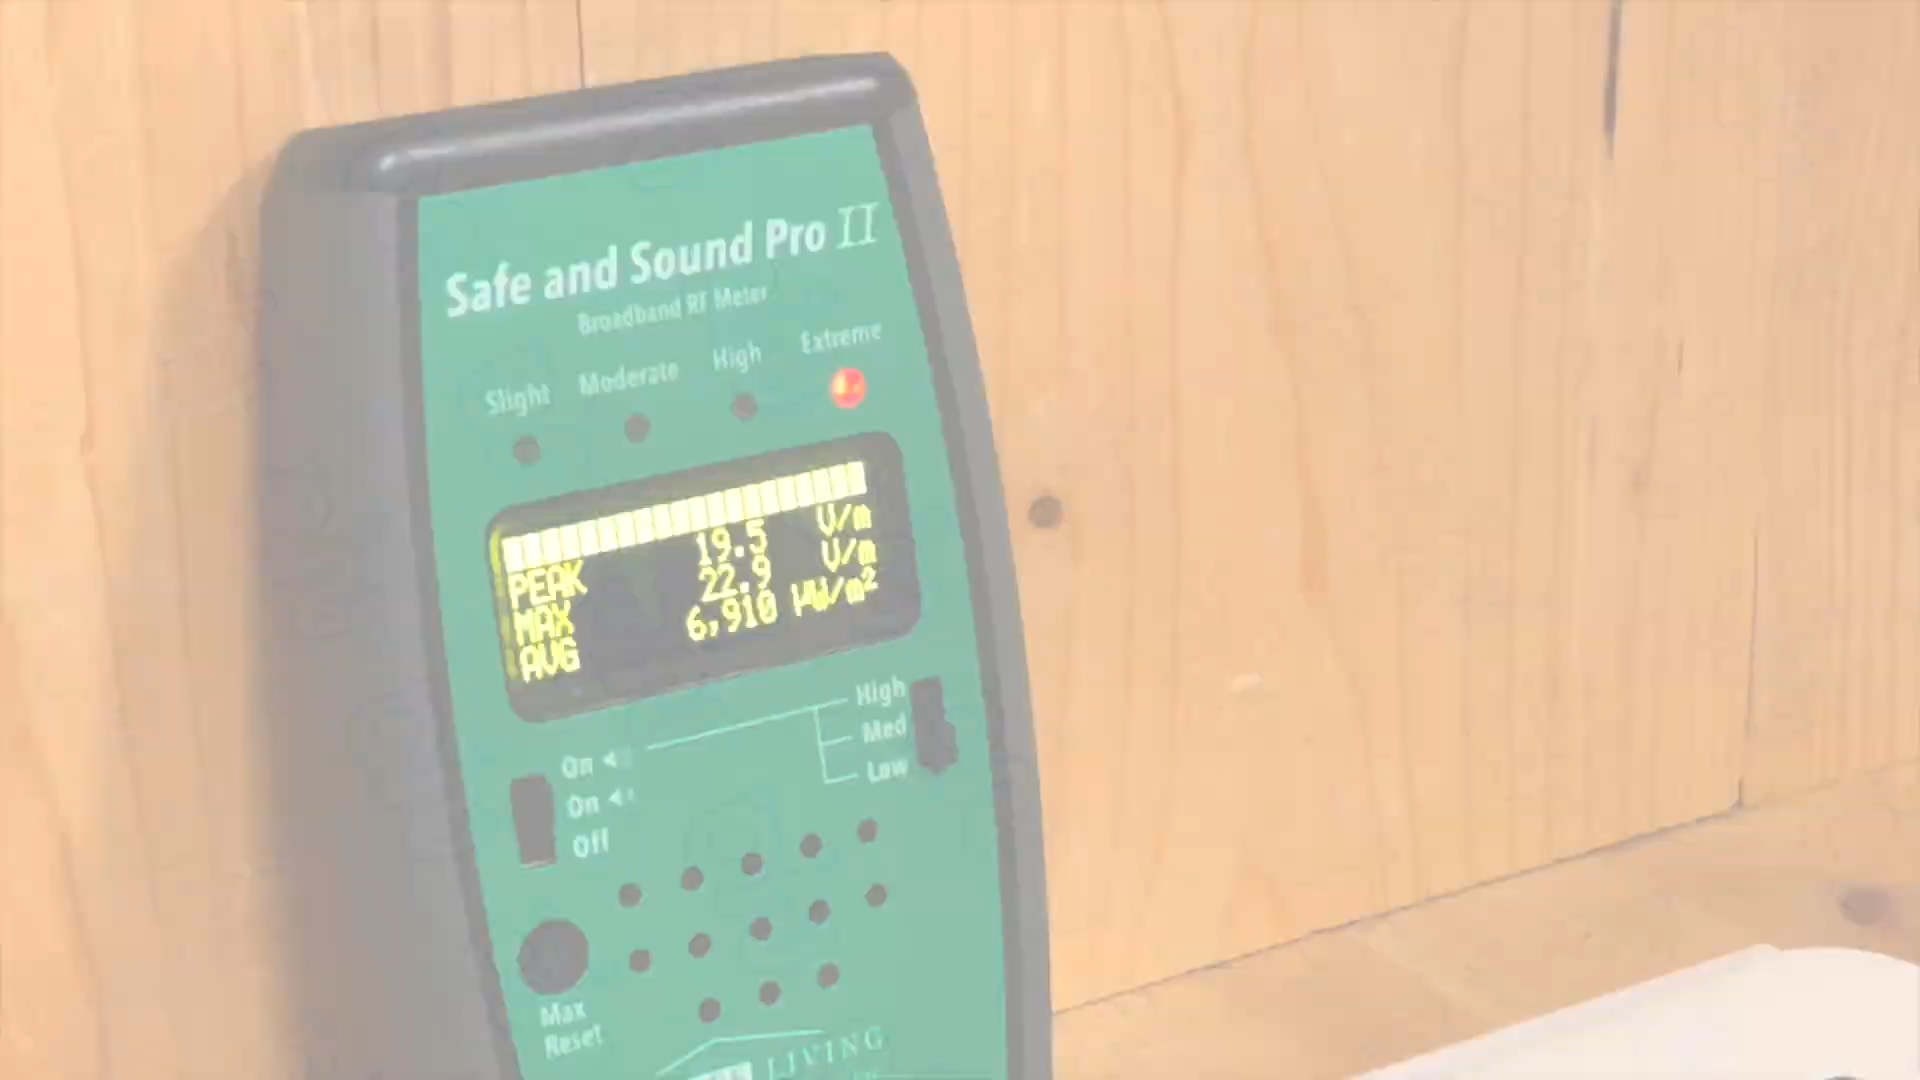 Safe and Sound Pro II
Broadband RF Meter
Slight Moderate High Extreme
PEAK 19.5 V/m
MAX 22.9 V/m
AVG 6,910 µW/m²
High
Med
Low
On
On
Off
Max
Reset
LIVING